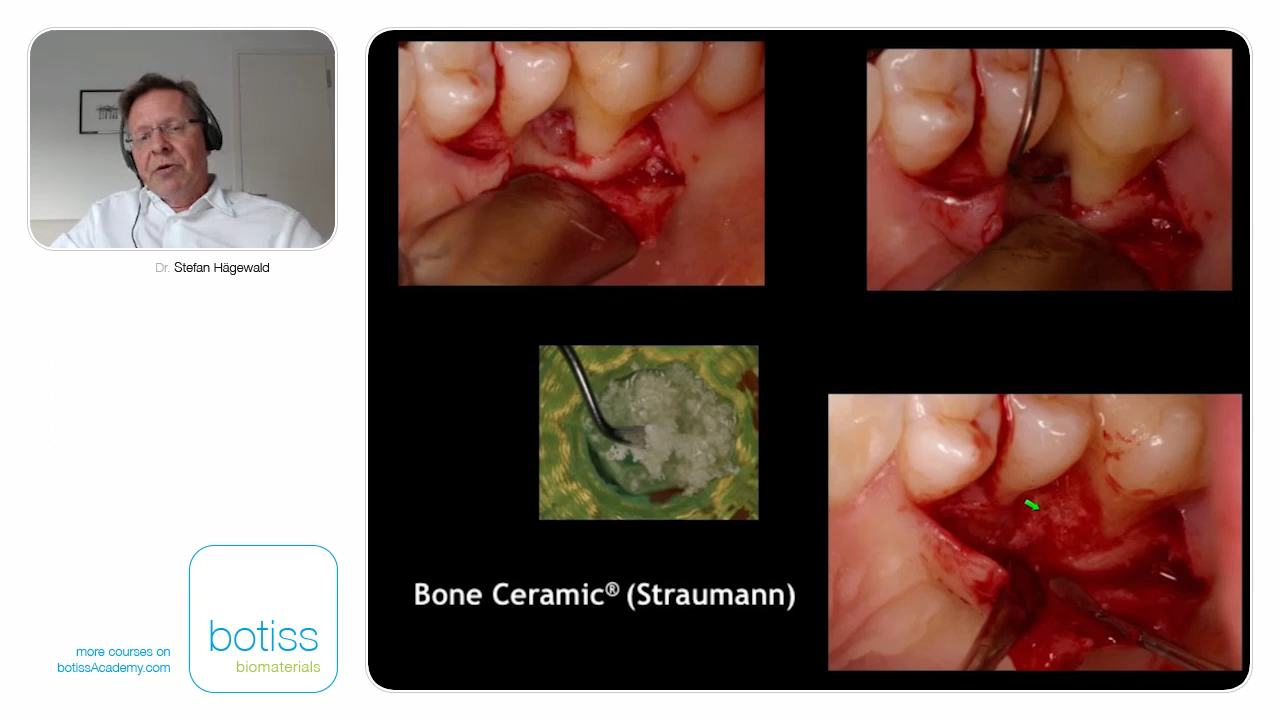 Dr. Stefan Hägewald
Bone Ceramic® (Straumann)
more courses on
botissAcademy.com
botiss
biomaterials